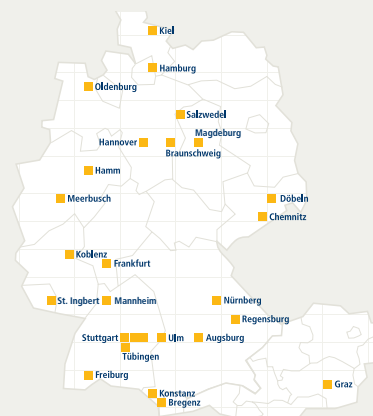 Kiel
Hamburg
Oldenburg
Salzwedel
Magdeburg
Hannover
Braunschweig
Hamm
Meerbusch
Döbeln
Chemnitz
Koblenz
Frankfurt
St. Ingbert
Mannheim
Nürnberg
Regensburg
Stuttgart
Ulm
Augsburg
Tübingen
Freiburg
Graz
Konstanz
Bregenz